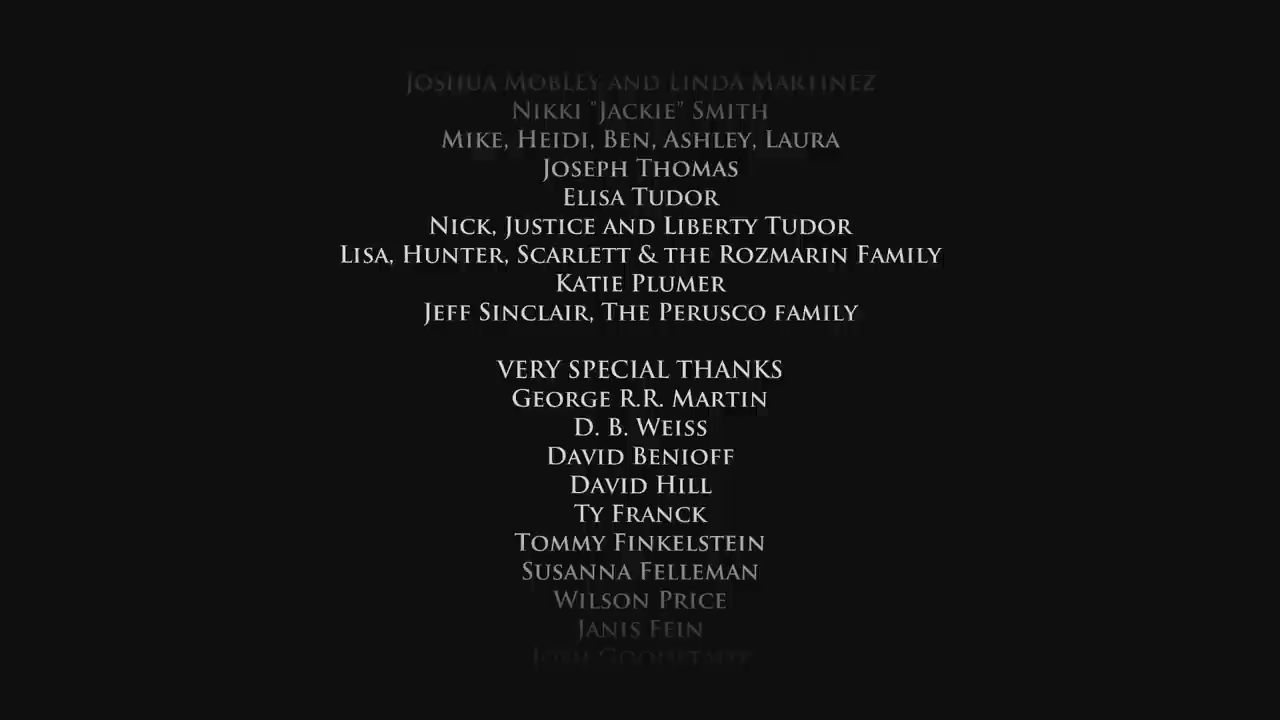 Joshua Mobley and Linda Martinez
Nikki "Jackie" Smith
Mike, Heidi, Ben, Ashley, Laura
Joseph Thomas
Elisa Tudor
Nick, Justice and Liberty Tudor
Lisa, Hunter, Scarlett & the Rozmarin Family
Katie Plumer
Jeff Sinclair, The Perusco family
VERY SPECIAL THANKS
George R.R. Martin
D. B. Weiss
David Benioff
David Hill
Ty Franck
Tommy Finkelstein
Susanna Felleman
Wilson Price
Janis Fein
Josh